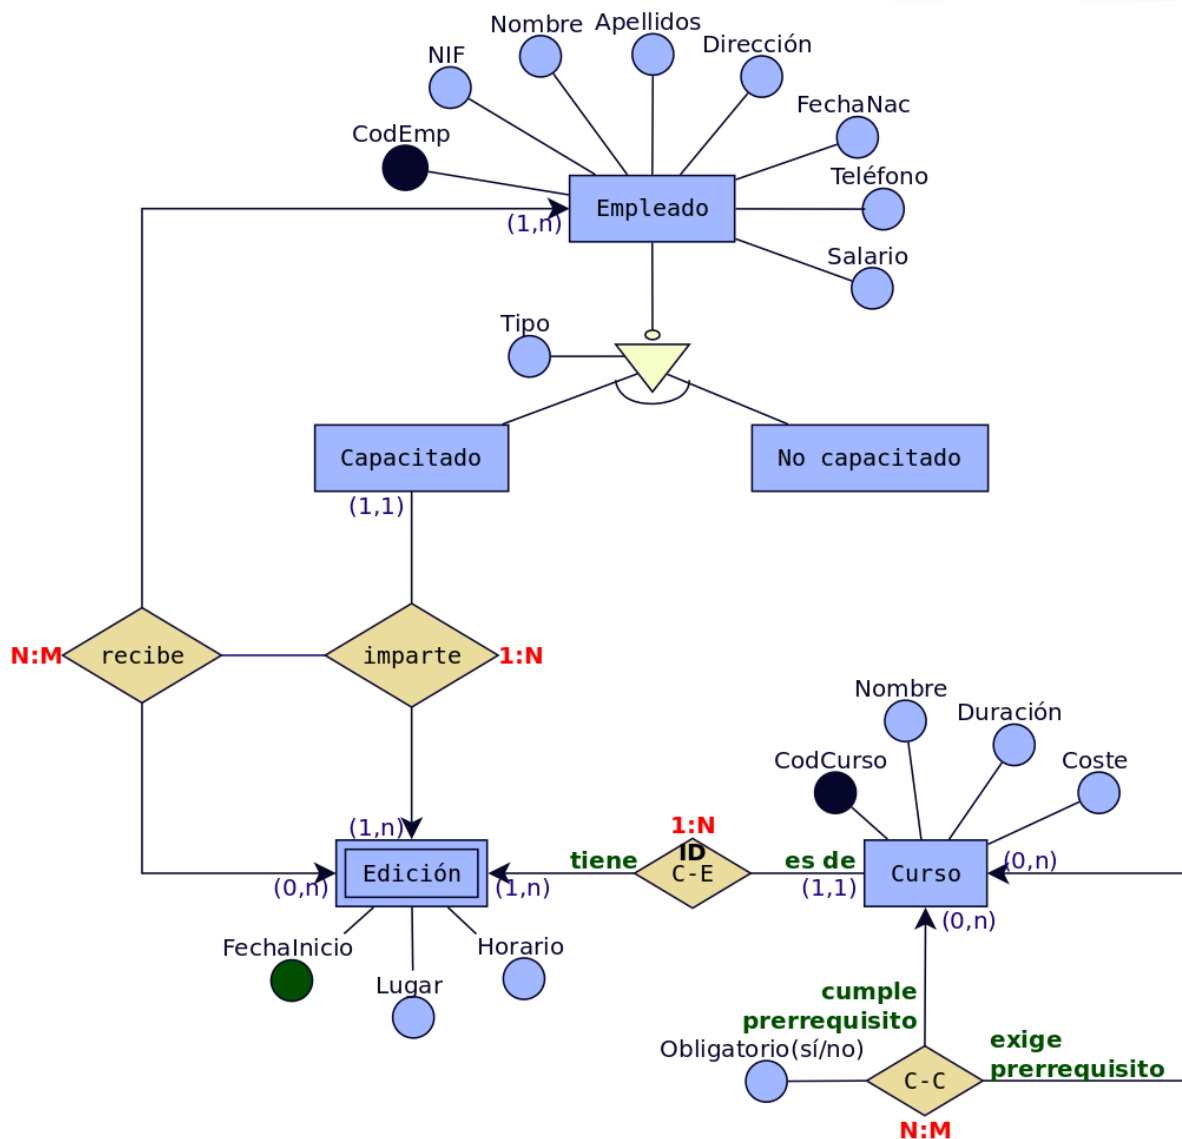 Nombre
Apellidos
Dirección
NIF
FechaNac
CodEmp
Teléfono
Empleado
(1,n)
Salario
Tipo
Capacitado
No capacitado
(1,1)
N:M
recibe
imparte
1:N
Nombre
Duración
CodCurso
Coste
(1,n)
1:N
ID
tiene
C-E
es de
Edición
Curso
(0,n)
(0,n)
(1,n)
(1,1)
(0,n)
FechaInicio
Lugar
Horario
cumple
prerrequisito
Obligatorio(sí/no)
exige
prerrequisito
C-C
N:M